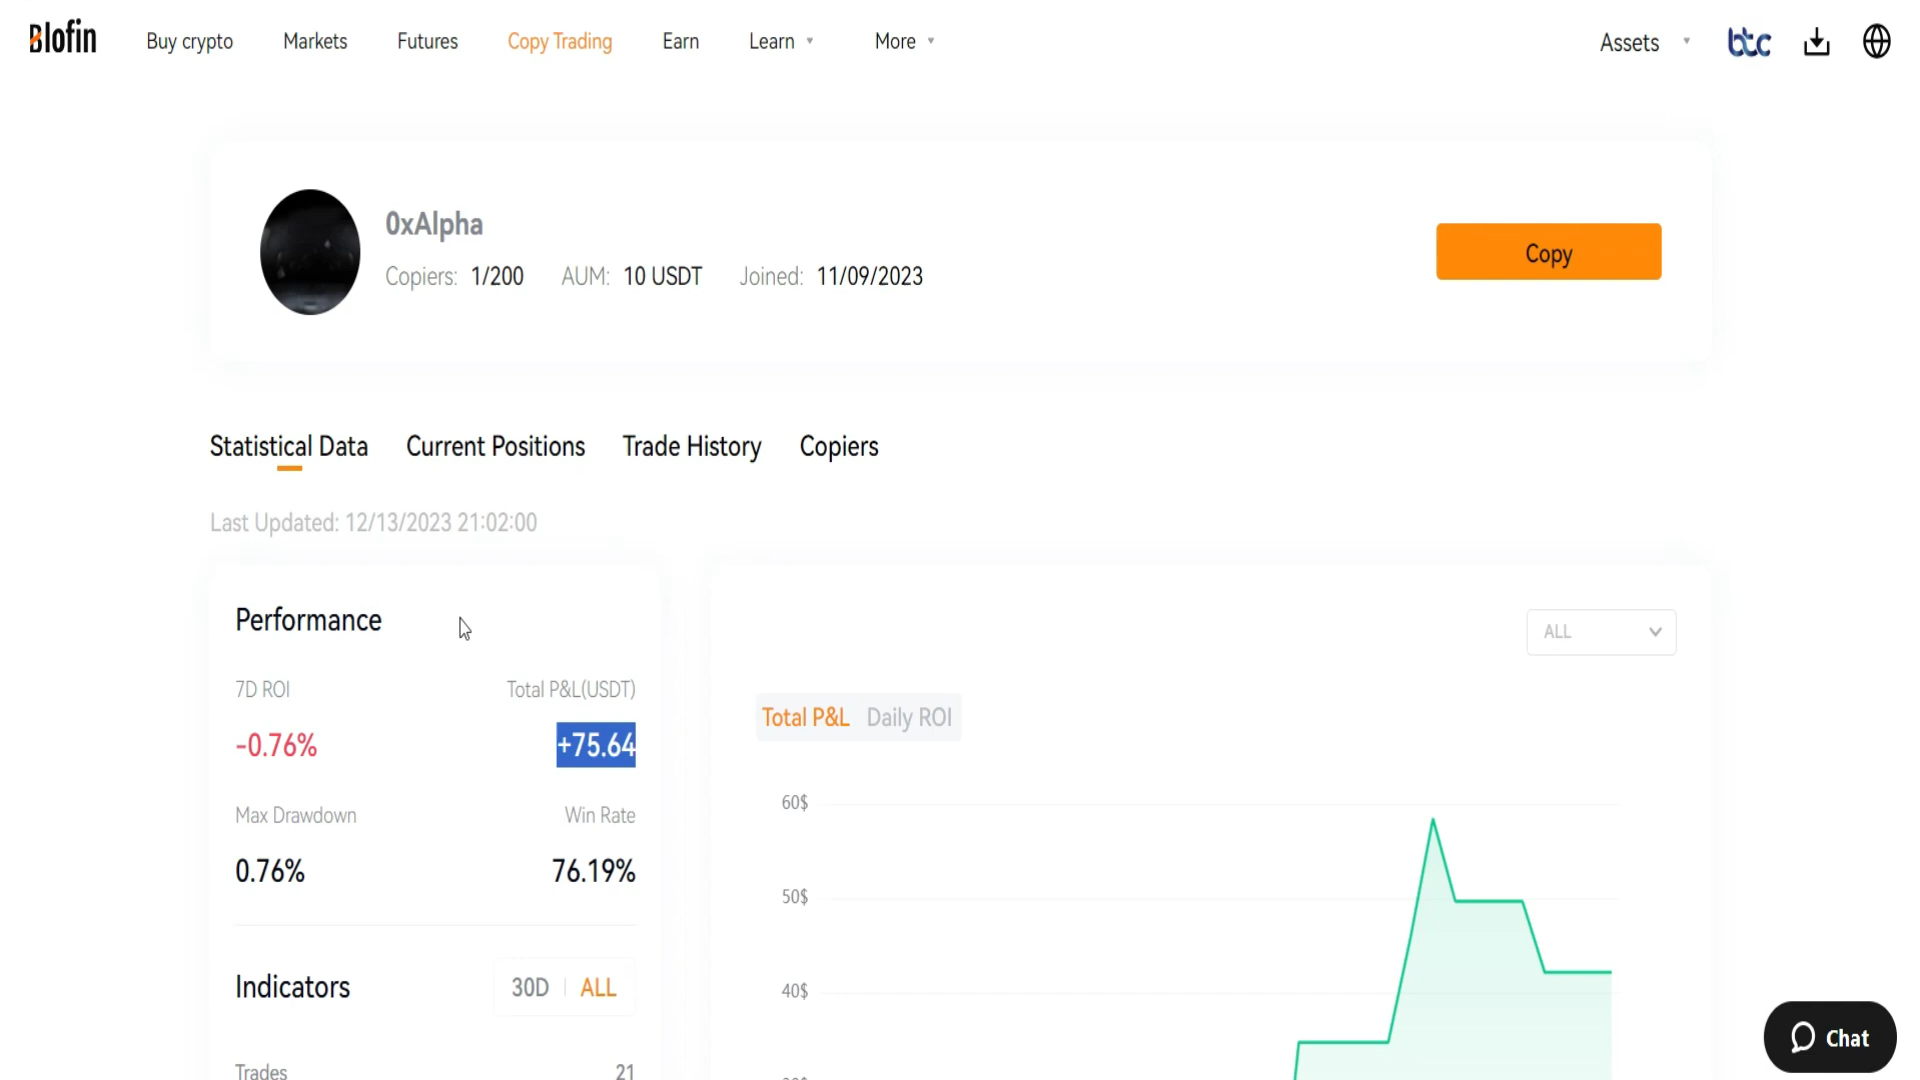 Blofin Buy crypto Markets Futures Copy Trading Earn Learn More Assets btc
0xAlpha
Copiers: 1/200 AUM: 10 USDT Joined: 11/09/2023
Copy
Statistical Data Current Positions Trade History Copiers
Last Updated: 12/13/2023 21:02:00
Performance
7D ROI Total P&L(USDT)
-0.76% +75.64
Max Drawdown Win Rate
0.76% 76.19%
Indicators 30D ALL
Trades 21
ALL
Total P&L Daily ROI
60$
50$
40$
Chat